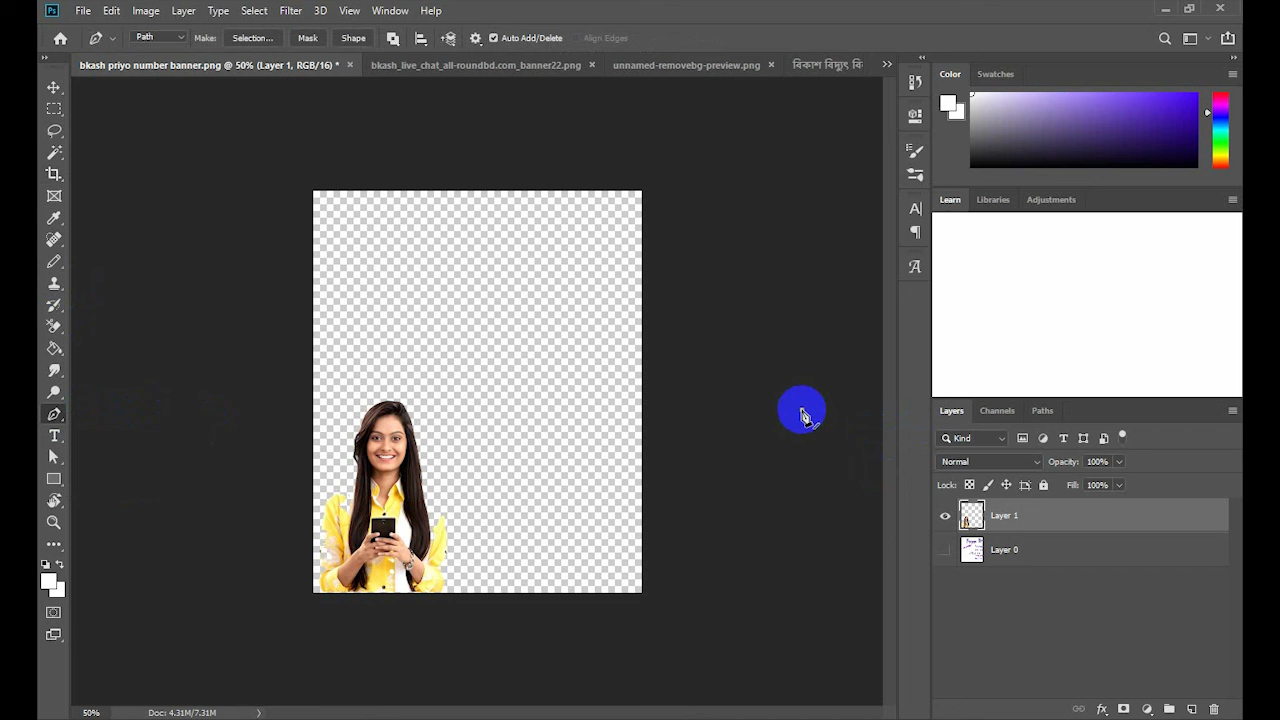 Ps File Edit Image Layer Type Select Filter 3D View Window Help
Path Make: Selection... Mask Shape Auto Add/Delete Align Edges
bkash priyo number banner.png @ 50% (Layer 1, RGB/16) * bkash_live_chat_all-roundbd.com_banner22.png unnamed-removebg-preview.png বিকাশ বিদ্যুৎ বি
Color Swatches
Learn Libraries Adjustments
Layers Channels Paths
Kind
Normal Opacity: 100%
Lock: Fill: 100%
Layer 1
Layer 0
50% Doc: 4.31M/7.31M